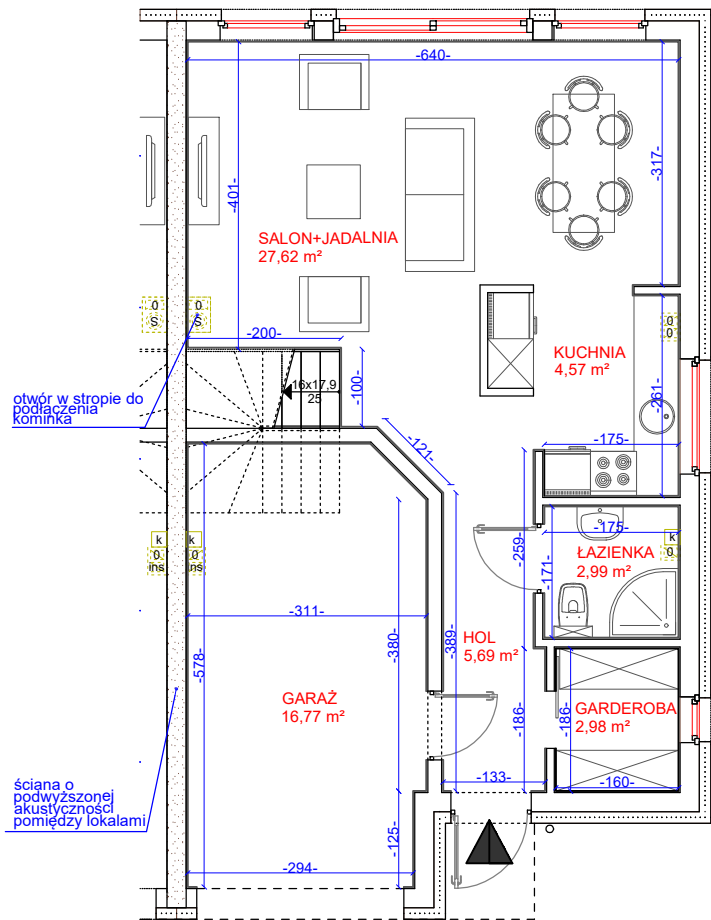 -640-
-401-
-317-
SALON+JADALNIA
27,62 m²
0
S
0
S
-200-
0
0
KUCHNIA
4,57 m²
-100-
16x17,9
25
otwór w stropie do
podłączenia
kominka
-261-
-121-
-175-
k
0
ins
k
0
ins
-259-
-171-
-175-
k
0
ŁAZIENKA
2,99 m²
-311-
-380-
-389-
-578-
HOL
5,69 m²
GARAŻ
16,77 m²
-186-
-186-
GARDEROBA
2,98 m²
-133-
-160-
ściana o
podwyższonej
akustyczności
pomiędzy lokalami
-125-
-294-